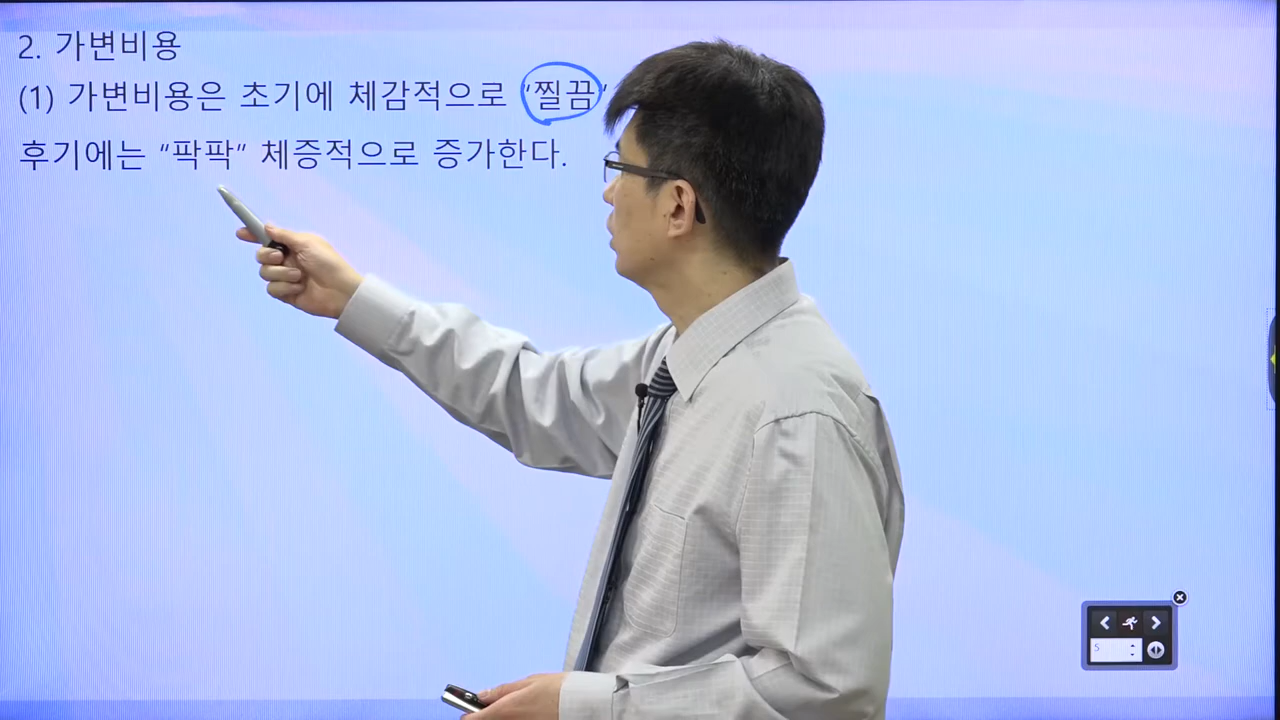 2. 가변비용
(1) 가변비용은 초기에 체감적으로 "찔끔"
후기에는 "팍팍" 체증적으로 증가한다.
5